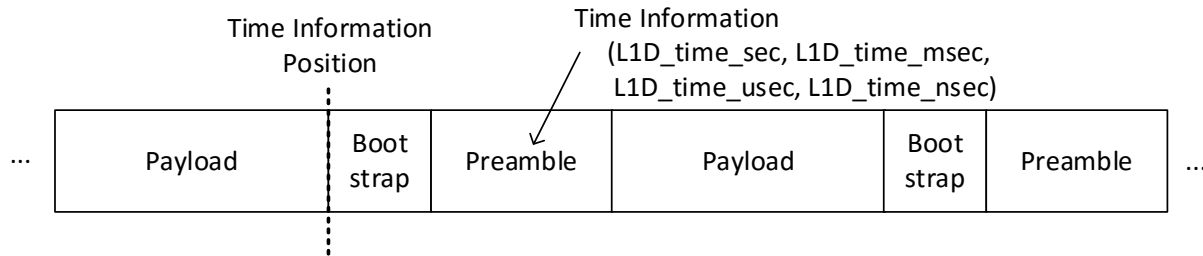 Time Information
Position
Time Information
(L1D_time_sec, L1D_time_msec,
L1D_time_usec, L1D_time_nsec)
...
Payload
Boot
strap
Preamble
Payload
Boot
strap
Preamble
...